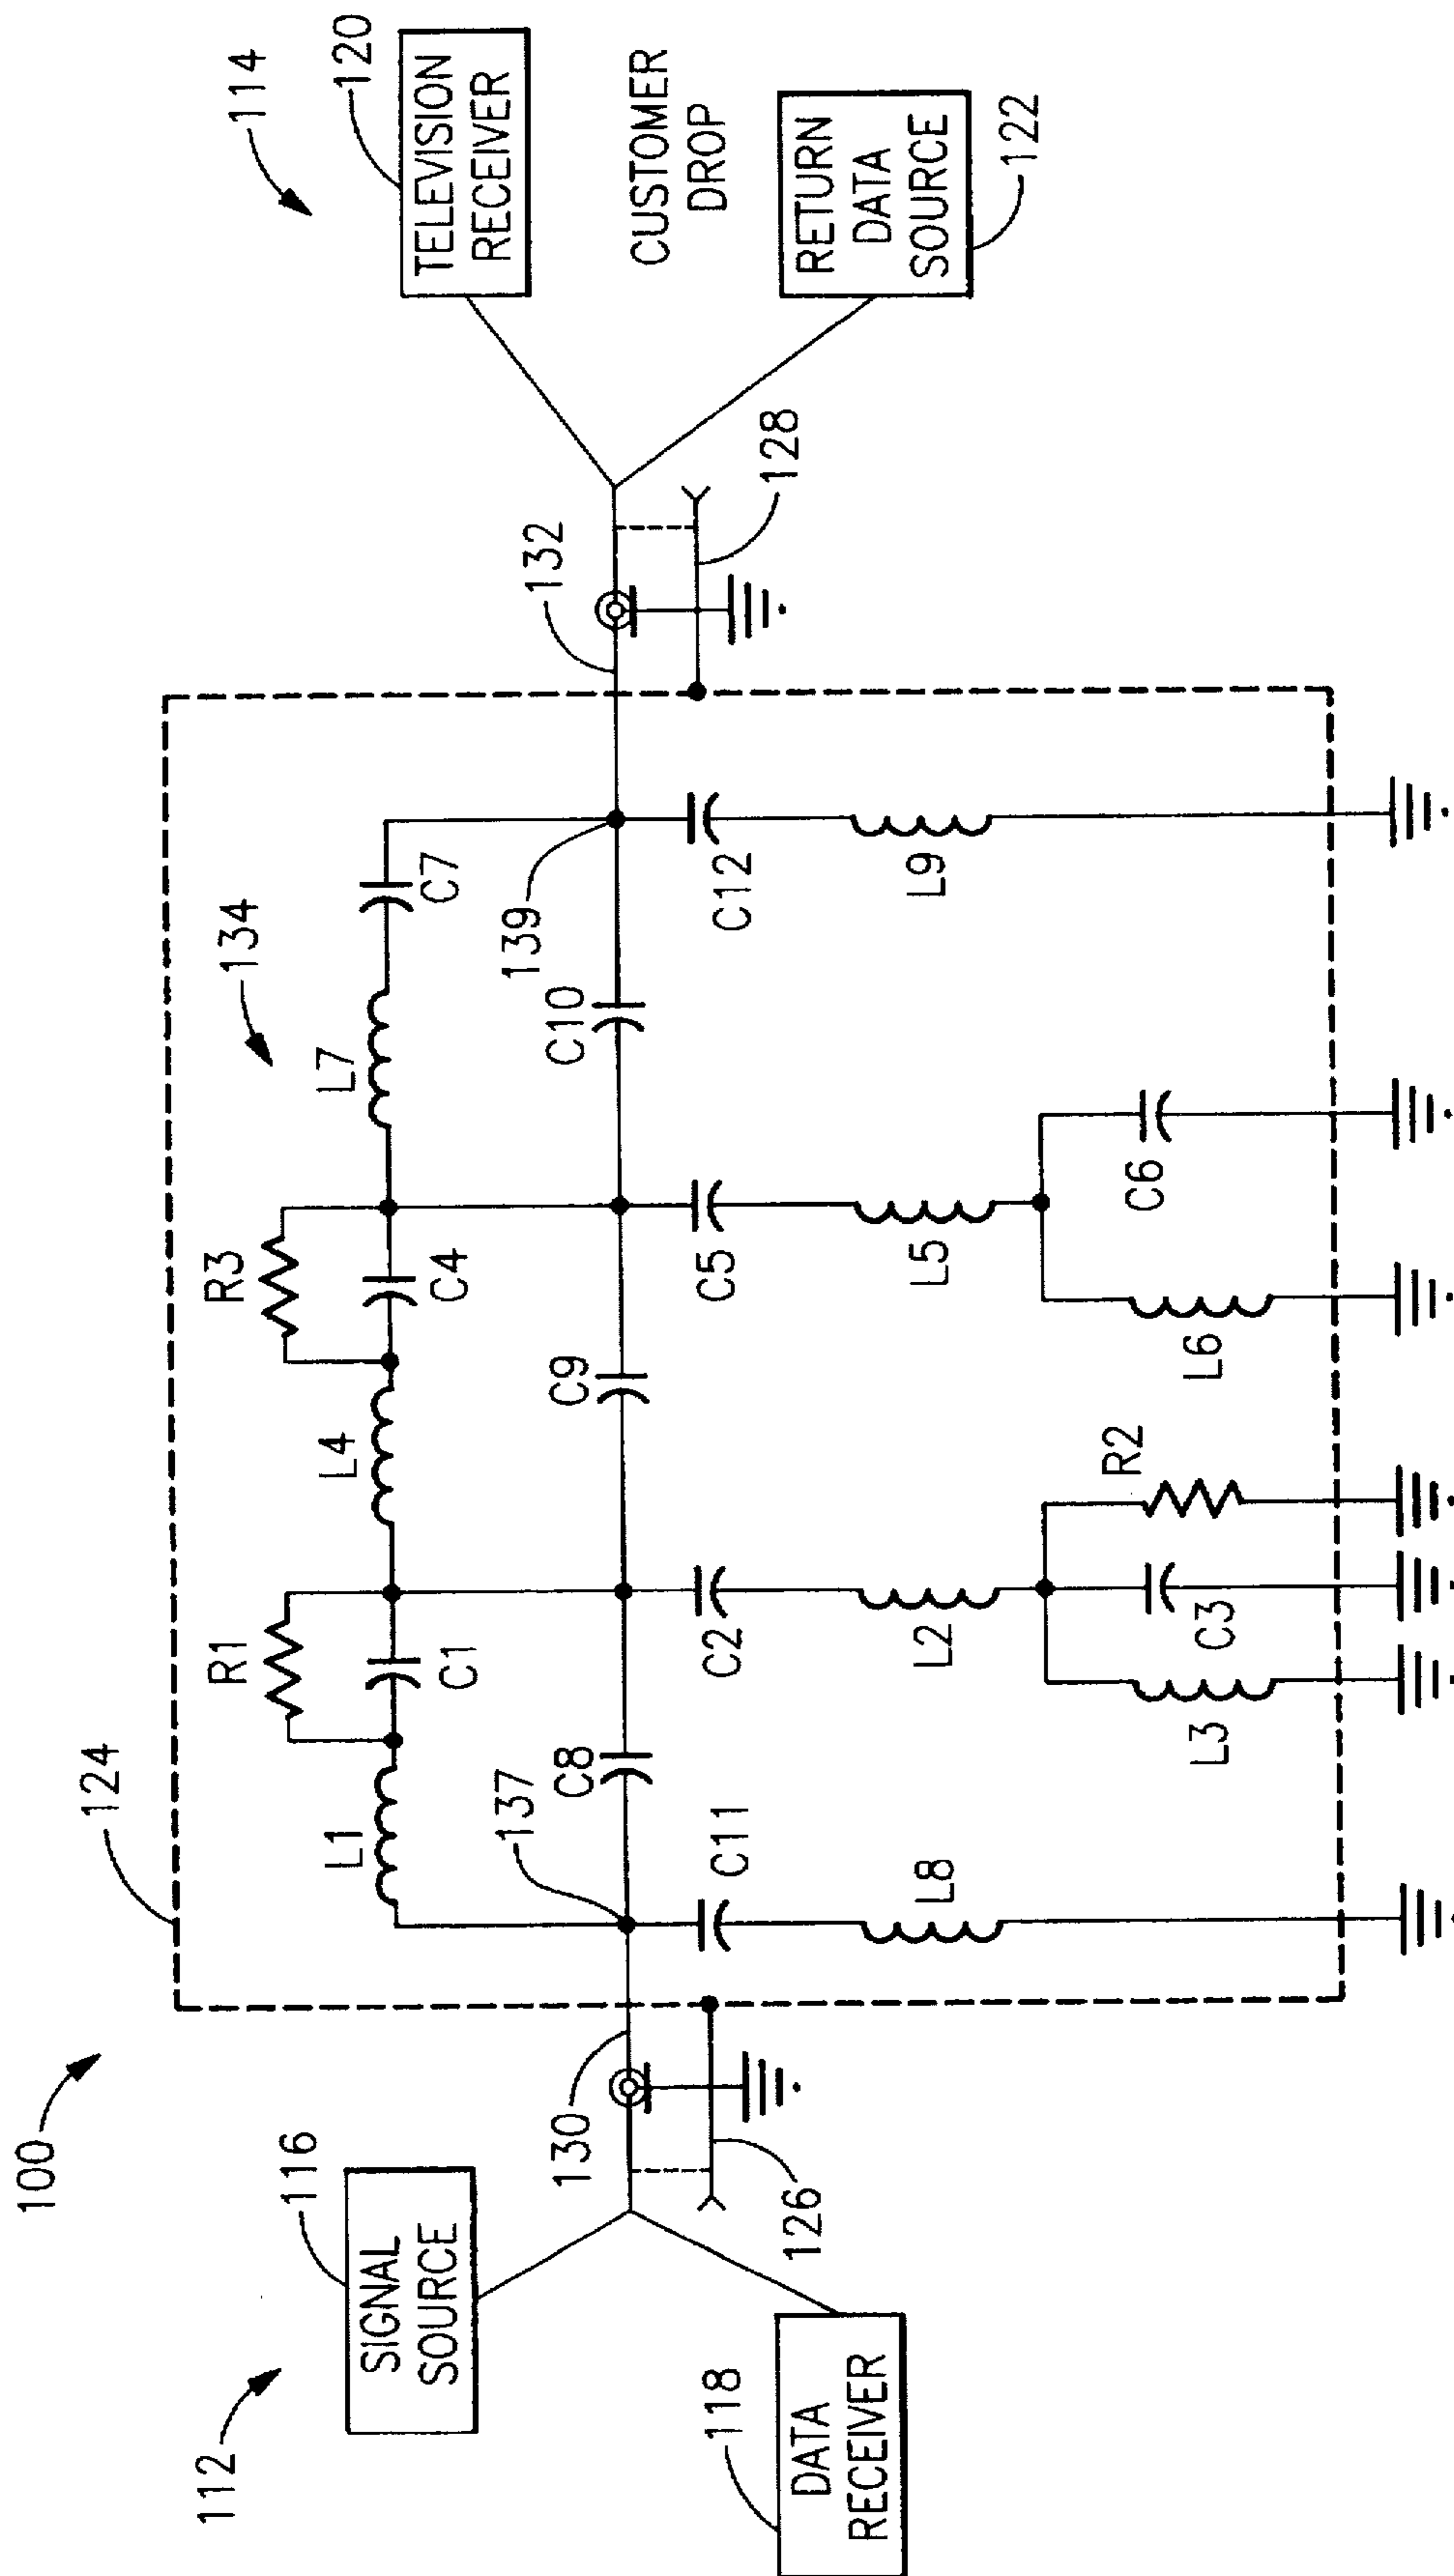 100
112
SIGNAL
SOURCE
116
DATA
RECEIVER
118
130
126
124
137
L1
R1
C1
C8
C11
L8
C2
L2
L3
C3
R2
L4
R3
C4
C9
C5
L5
L6
C6
134
L7
C7
C10
139
C12
L9
132
128
114
TELEVISION
RECEIVER
120
CUSTOMER
DROP
RETURN
DATA
SOURCE
122